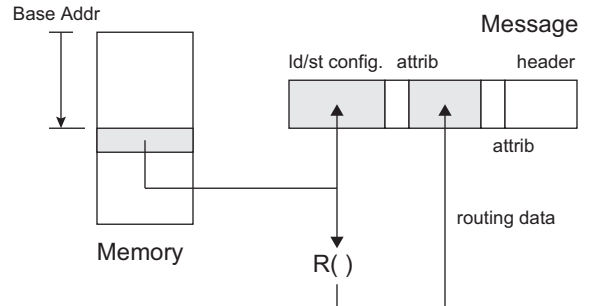 Base Addr
Message
ld/st config.
attrib
header
attrib
routing data
Memory
R( )